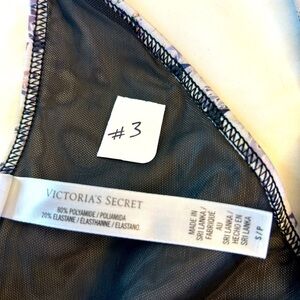 #3
VICTORIA'S SECRET
80% POLYAMIDE / POLIAMIDA
20% ELASTANE / ÉLASTHANNE / ELASTANO
MADE IN
SRI LANKA /
FABRIQUÉ
AU
SRI LANKA /
HECHO EN
SRI LANKA
S / P